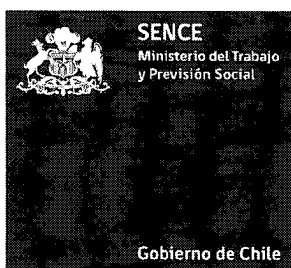 SENCE
Ministerio del Trabajo
y Previsión Social
Gobierno de Chile